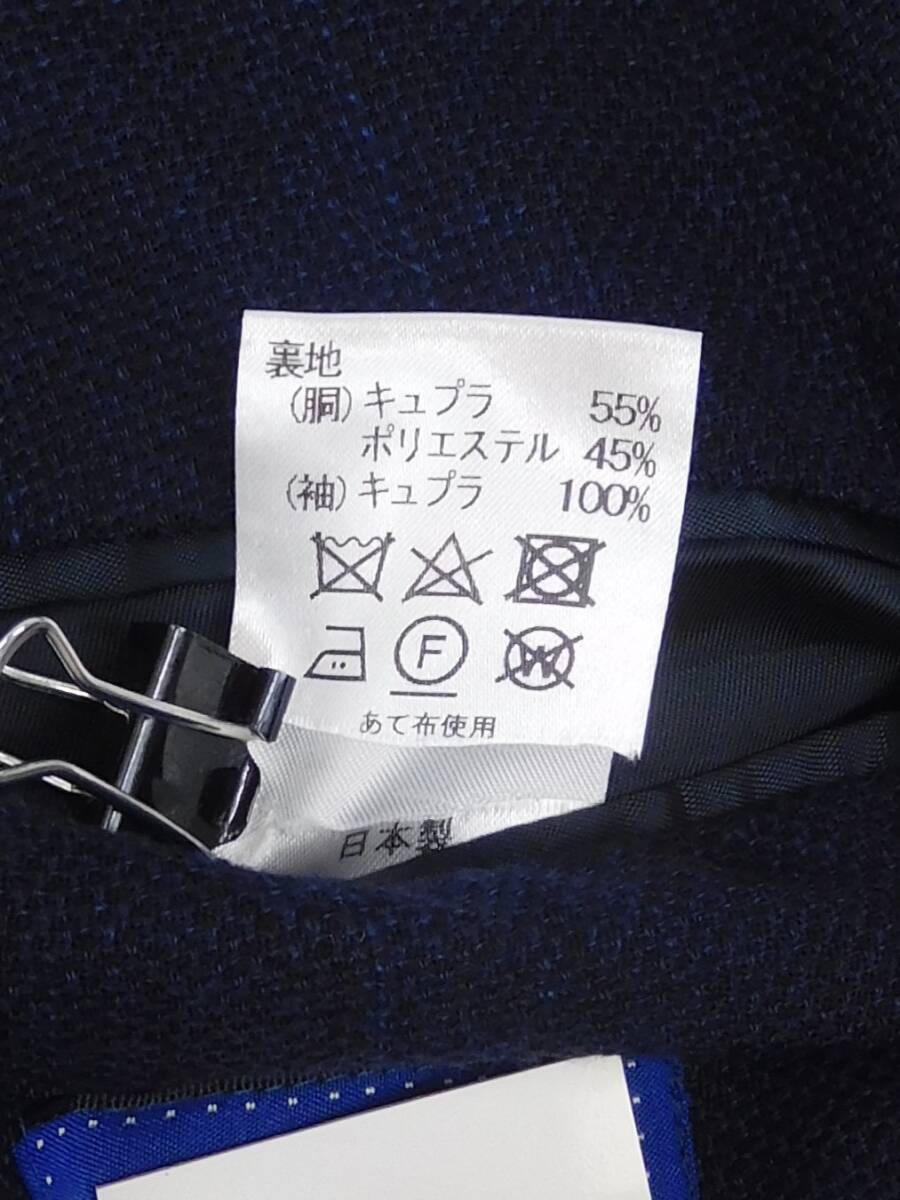 裏地
(胴)キュプラ 55%
ポリエステル 45%
(袖)キュプラ 100%
F
W
あて布使用
日本製